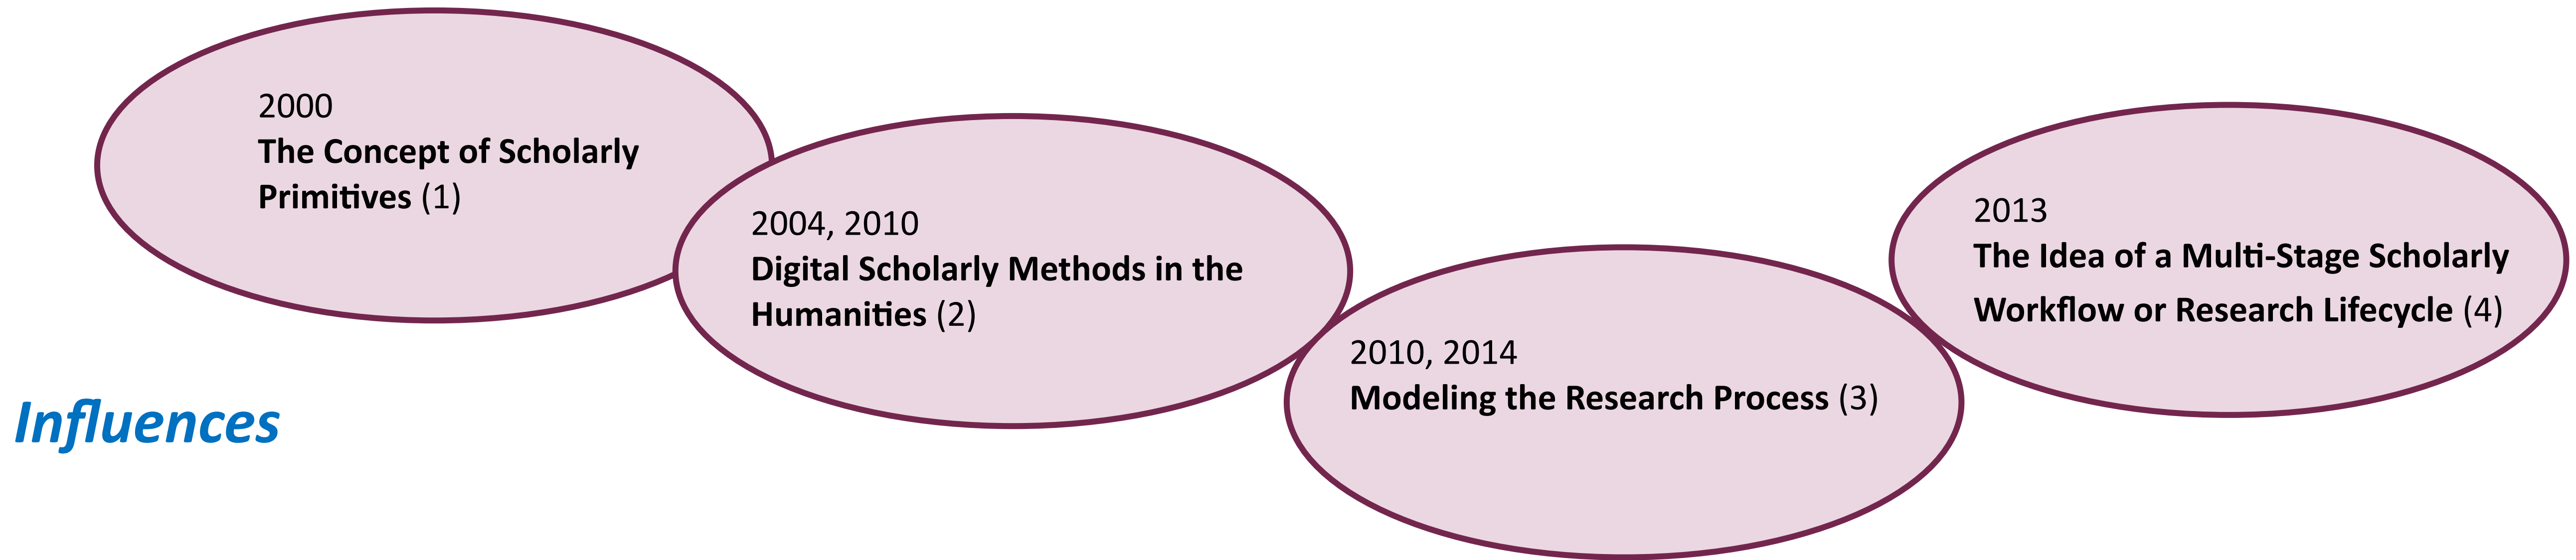 2000
The Concept of Scholarly
Primitives (1)
2004, 2010
Digital Scholarly Methods in the
Humanities (2)
2010, 2014
Modeling the Research Process (3)
2013
The Idea of a Multi-Stage Scholarly
Workflow or Research Lifecycle (4)
Influences